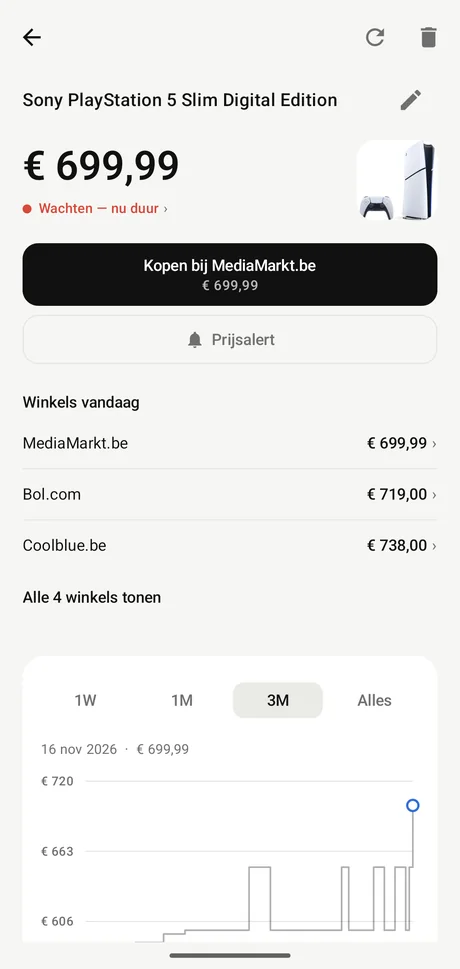 Sony PlayStation 5 Slim Digital Edition
€ 699,99
Wachten — nu duur ›
Kopen bij MediaMarkt.be
€ 699,99
Prijsalert
Winkels vandaag
MediaMarkt.be € 699,99 ›
Bol.com € 719,00 ›
Coolblue.be € 738,00 ›
Alle 4 winkels tonen
1W 1M 3M Alles
16 nov 2026 · € 699,99
€ 720
€ 663
€ 606